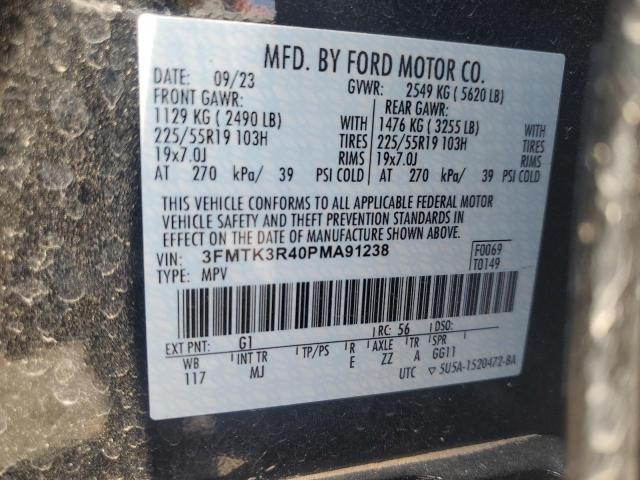 MFD. BY FORD MOTOR CO.
DATE: 09/23 GVWR: 2549 KG ( 5620 LB)
FRONT GAWR: REAR GAWR:
1129 KG ( 2490 LB) WITH 1476 KG ( 3255 LB) WITH
225/55R19 103H TIRES 225/55R19 103H TIRES
19x7.0J RIMS 19x7.0J RIMS
AT 270 kPa/ 39 PSI COLD AT 270 kPa/ 39 PSI COLD
THIS VEHICLE CONFORMS TO ALL APPLICABLE FEDERAL MOTOR
VEHICLE SAFETY AND THEFT PREVENTION STANDARDS IN
EFFECT ON THE DATE OF MANUFACTURE SHOWN ABOVE.
VIN: 3FMTK3R40PMA91238 F0069
TYPE: MPV T0149
EXT PNT: G1 RC: 56 DSO:
WB INT TR TP/PS R AXLE TR SPR
117 MJ E ZZ A GG11
UTC ▽ 5U5A-1520472-BA